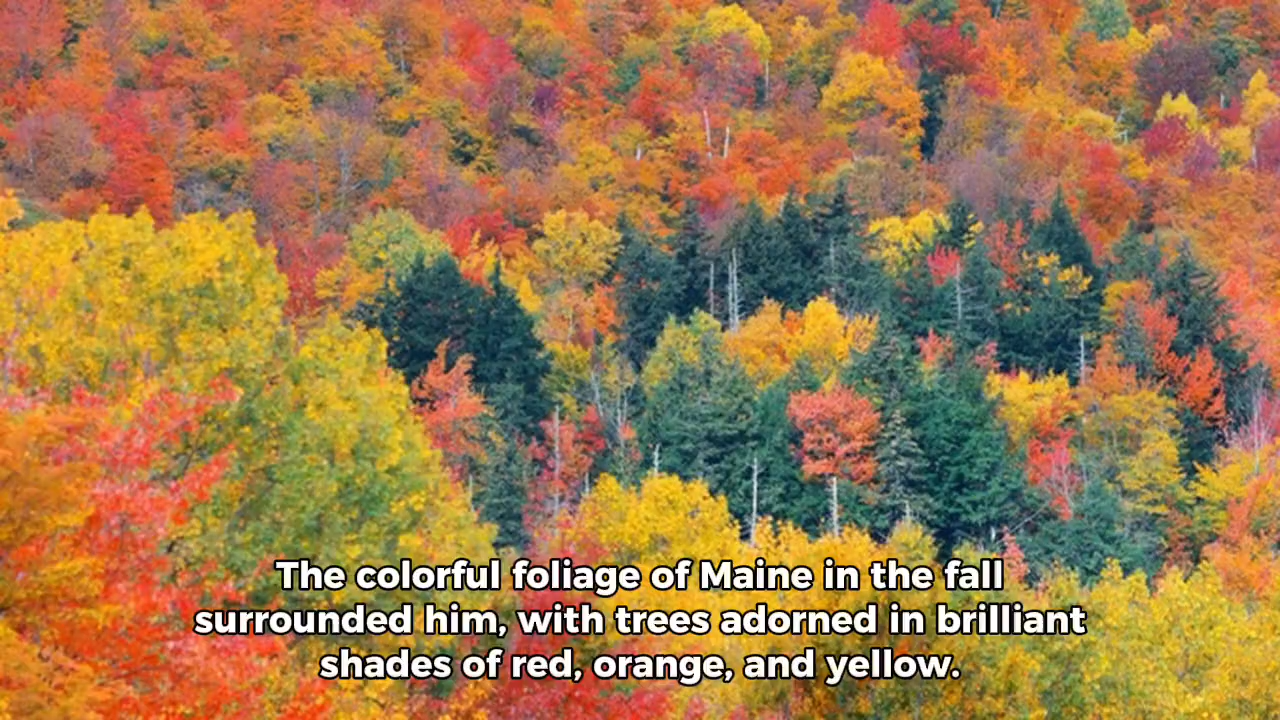 The colorful foliage of Maine in the fall
surrounded him, with trees adorned in brilliant
shades of red, orange, and yellow.